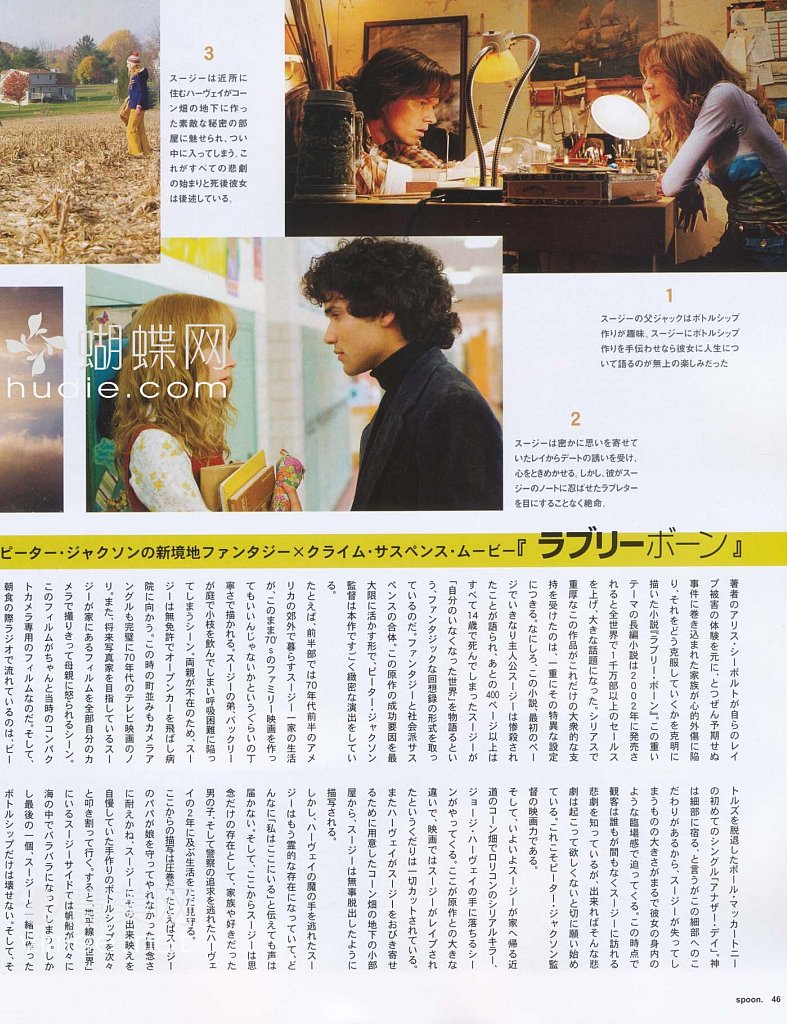 3
スージーは近所に
住むハーヴェイがコー
ン畑の地下に作っ
た素敵な秘密の部
屋に魅せられ、つい
中に入ってしまう。こ
れがすべての悲劇
の始まりと死後彼女
は後述している。
1
スージーの父ジャックはボトルシップ
作りが趣味。スージーにボトルシップ
作りを手伝わせなら彼女に人生につ
いて語るのが無上の楽しみだった
蝴蝶网
hudie.com
2
スージーは密かに思いを寄せて
いたレイからデートの誘いを受け、
心をときめかせる。しかし、彼がスー
ジーのノートに忍ばせたラブレター
を目にすることなく絶命。
ピーター・ジャクソンの新境地ファンタジー×クライム・サスペンス・ムービー『ラブリーボーン』
著者のアリス・シーボルトが自らのレイ
プ被害の体験を元に、とつぜん予期せぬ
事件に巻き込まれた家族が心的外傷に陥
り、それをどう克服していくかを克明に
描いた小説『ラブリー・ボーン』。この重い
テーマの長編小説は2002年に発売さ
れると全世界で1千万部以上のセールス
を上げ、大きな話題になった。シリアスで
重厚なこの作品がこれだけの大衆的な支
持を受けたのは、一重にその特異な設定
につきる。なにしろ、この小説、最初のペー
ジでいきなり主人公スージーは惨殺され
たことが語られ、あとの400ページ以上は
すべて14歳で死んでしまったスージーが
「自分のいなくなった世界」を物語るとい
う、ファンタジックな回想録の形式を取っ
ているのだ。ファンタジーと社会派サス
ペンスの合体。この原作の成功要因を最
大限に活かす形で、ピーター・ジャクソン
監督は本作ですごく緻密な演出をしてい
る。
たとえば、前半部では70年代前半のアメ
リカの郊外で暮らすスージー一家の生活
が、"このまま70'sのファミリー映画を作っ
てもいいんじゃないか"というぐらいの丁
寧さで描かれる。スージーの弟、バックリー
が庭で小枝を飲んでしまい呼吸困難に陥っ
てしまうシーン。両親が不在のため、スー
ジーは無免許でオープンカーを飛ばし病
院に向かう。この時の町並みもカメラア
ングルも完璧に70年代のテレビ映画のノ
リ。また、将来写真家を目指しているスー
ジーが家にあるフィルムを全部自分のカ
メラで撮りきって母親に怒られるシーン。
このフィルムがちゃんと当時のコンパク
トカメラ専用のフィルムなのだ。そして、
朝食の際ラジオで流れているのは、ビー
トルズを脱退したポール・マッカートニー
の初めてのシングル「アナザー・デイ」。神
は細部に宿る、と言うがこの細部へのこ
だわりがあるから、スージーが失ってし
まうものの大きさがまるで彼女の身内の
ような臨場感で迫ってくる。この時点で
観客は誰もが間もなくスージーに訪れる
悲劇を知っているが、出来ればそんな悲
劇は起こって欲しくないと切に願い始め
ている。これこそピーター・ジャクソン監
督の映画力である。
そして、いよいよスージーが家へ帰る近
道のコーン畑でロリコンのシリアルキラー、
ジョージ・ハーヴェイの手に落ちるシー
ンがやってくる。ここが原作との大きな
違いで、映画ではスージーがレイプされ
たというくだりは一切カットされている。
またハーヴェイがスージーをおびき寄せ
るために用意したコーン畑の地下の小部
屋から、スージーは無事脱出したように
描写される。
しかし、ハーヴェイの魔の手を逃れたスー
ジーはもう霊的な存在になっていて、ど
んなに「私はここにいる」と伝えても声は
届かない。そして、ここからスージーは思
念だけの存在として、家族や好きだった
男の子、そして警察の追求を逃れたハーヴェ
イの2年に及ぶ生活をただ見守る。
ここからの描写は圧巻だ。たとえばスージー
のパパが娘を守ってやれなかった無念さ
に耐えかね、スージーにその出来映えを
自慢していた手作りのボトルシップを次々
と叩き割って行く。すると「地平線の世界」
にいるスージーサイドでは帆船が次々に
海の中でバラバラになってしまう。しか
し最後の一個、スージーと一緒に作った
ボトルシップだけは壊せない。そして、そ
spoon. 46